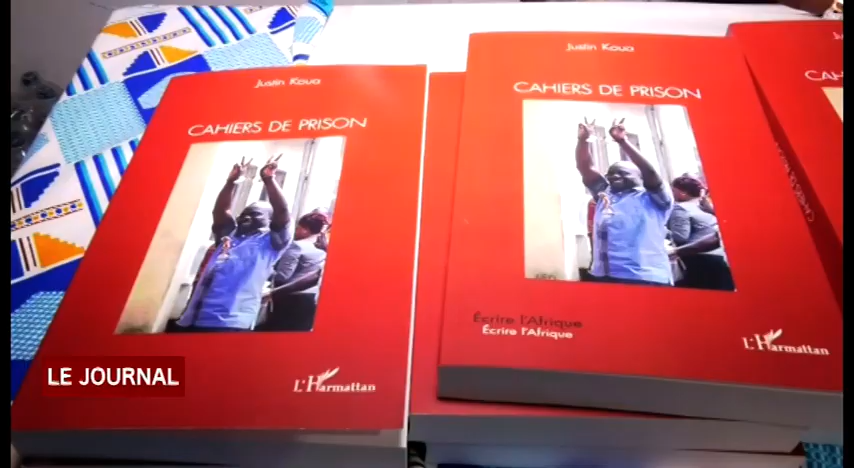 Justin Koua
CAHIERS DE PRISON
L'Harmattan
LE JOURNAL
Justin Koua
CAHIERS DE PRISON
Écrire l'Afrique
Écrire l'Afrique
L'Harmattan